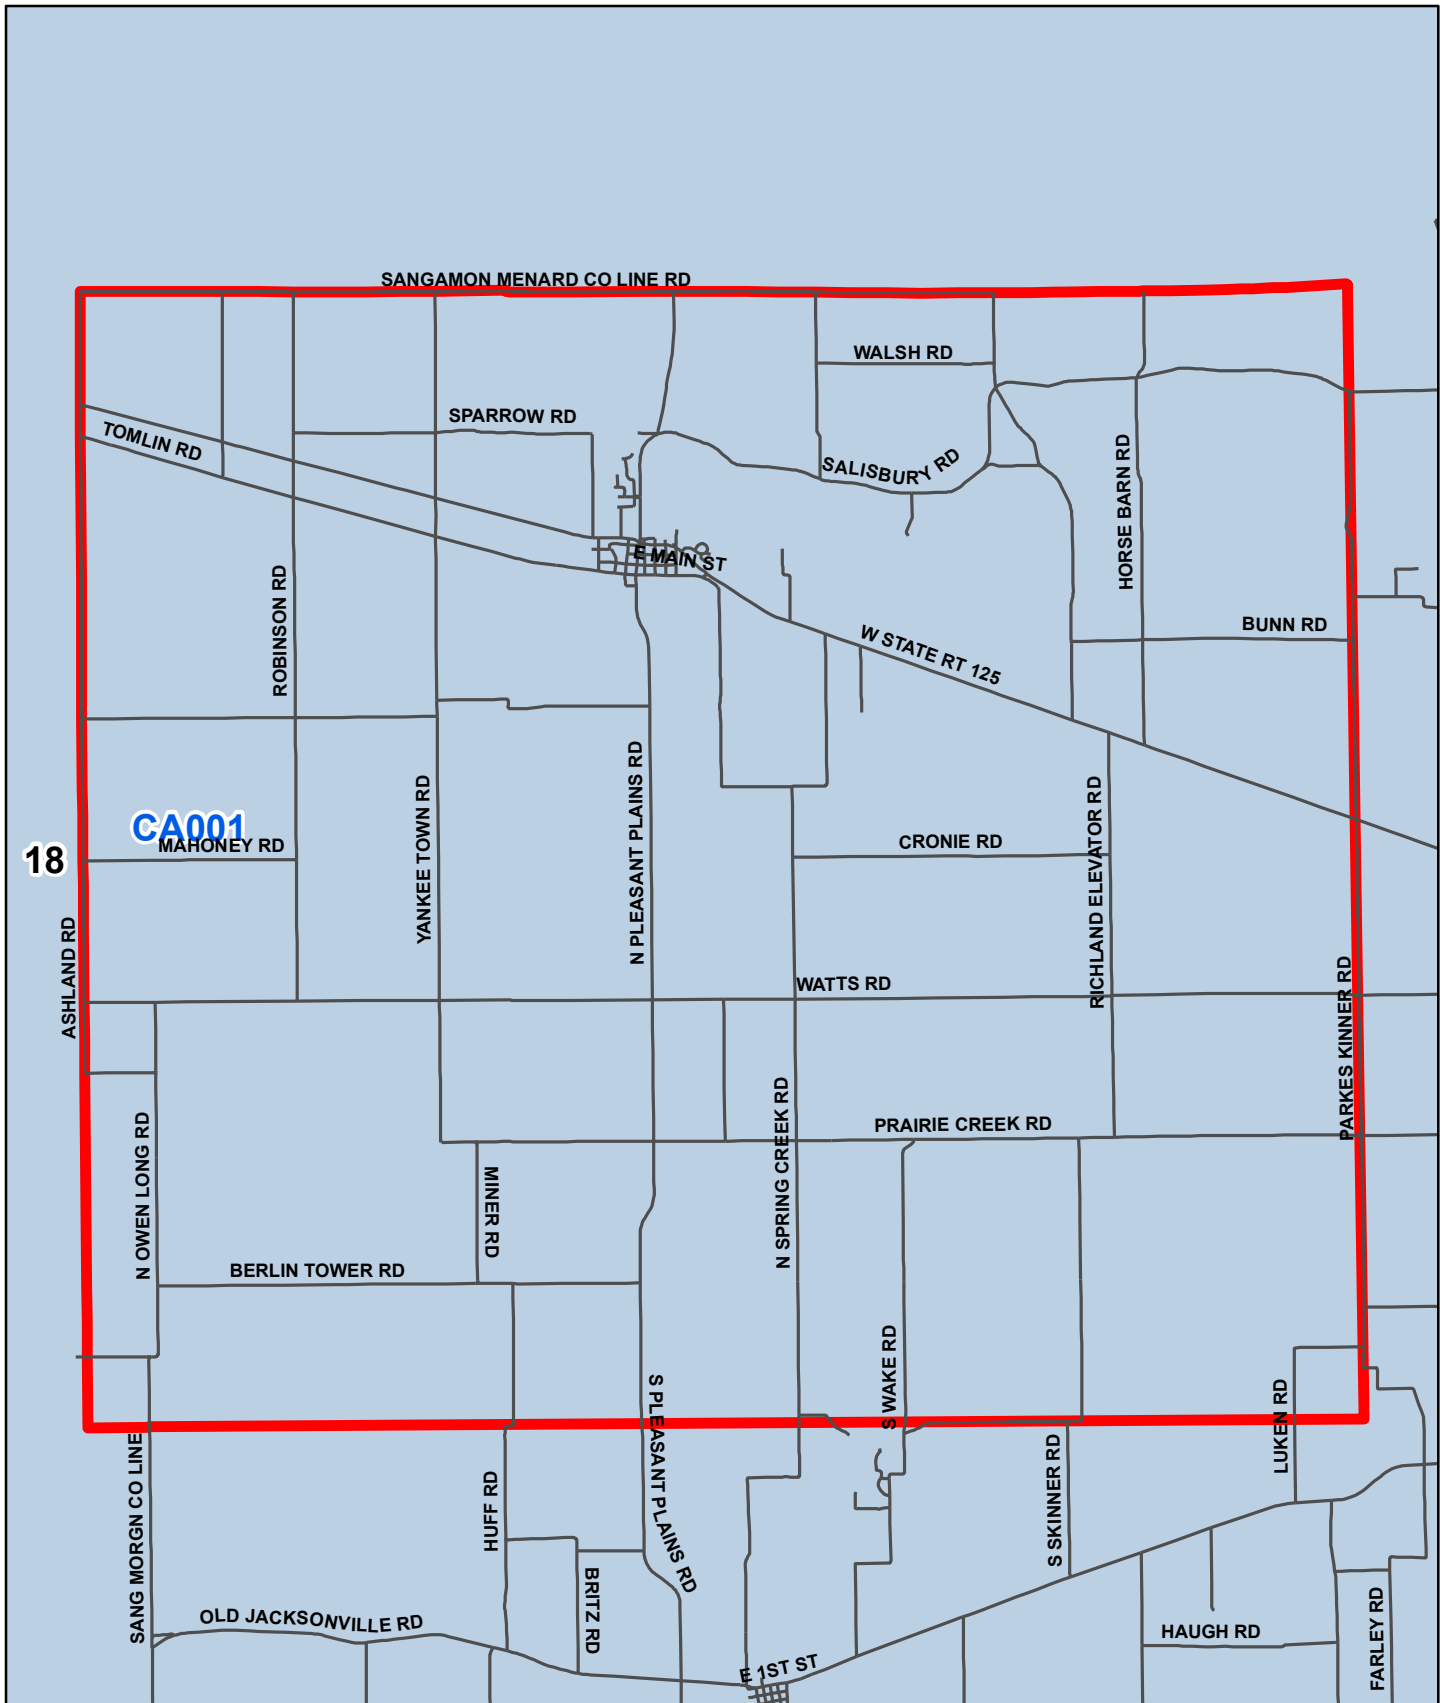 SANGAMON MENARD CO LINE RD
WALSH RD
SPARROW RD
TOMLIN RD
SALISBURY RD
HORSE BARN RD
E MAIN ST
ROBINSON RD
BUNN RD
W STATE RT 125
N PLEASANT PLAINS RD
YANKEE TOWN RD
RICHLAND ELEVATOR RD
CA001
MAHONEY RD
CRONIE RD
18
ASHLAND RD
WATTS RD
PARKES KINNER RD
N SPRING CREEK RD
N OWEN LONG RD
PRAIRIE CREEK RD
MINER RD
BERLIN TOWER RD
S WAKE RD
S PLEASANT PLAINS RD
LUKEN RD
SANG MORGN CO LINE
HUFF RD
S SKINNER RD
BRITZ RD
OLD JACKSONVILLE RD
HAUGH RD
FARLEY RD
E 1ST ST